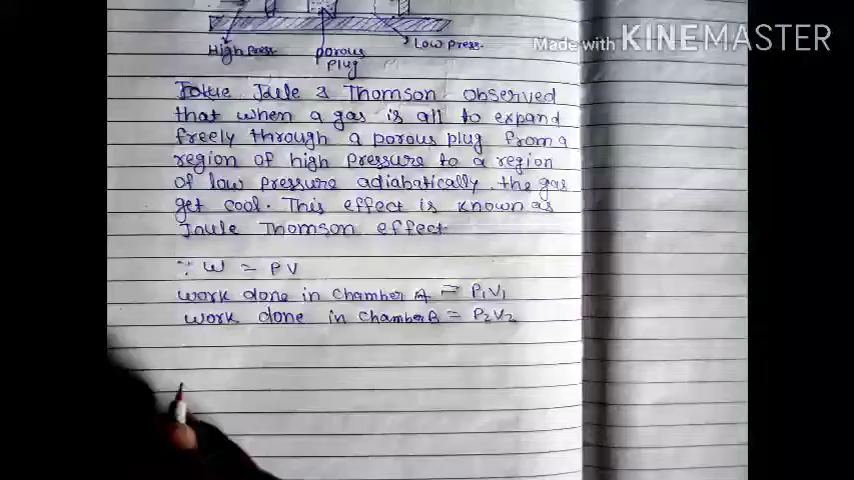 High press.
porous
plug
Low press.
Made with KINEMASTER
Joule & Thomson observed
that when a gas is all to expand
freely through a porous plug from a
region of high pressure to a region
of low pressure adiabatically, the gas
get cool. This effect is known as
Joule Thomson effect
∵ W = PV
work done in chamber A = P₁V₁
work done in chamber B = P₂V₂